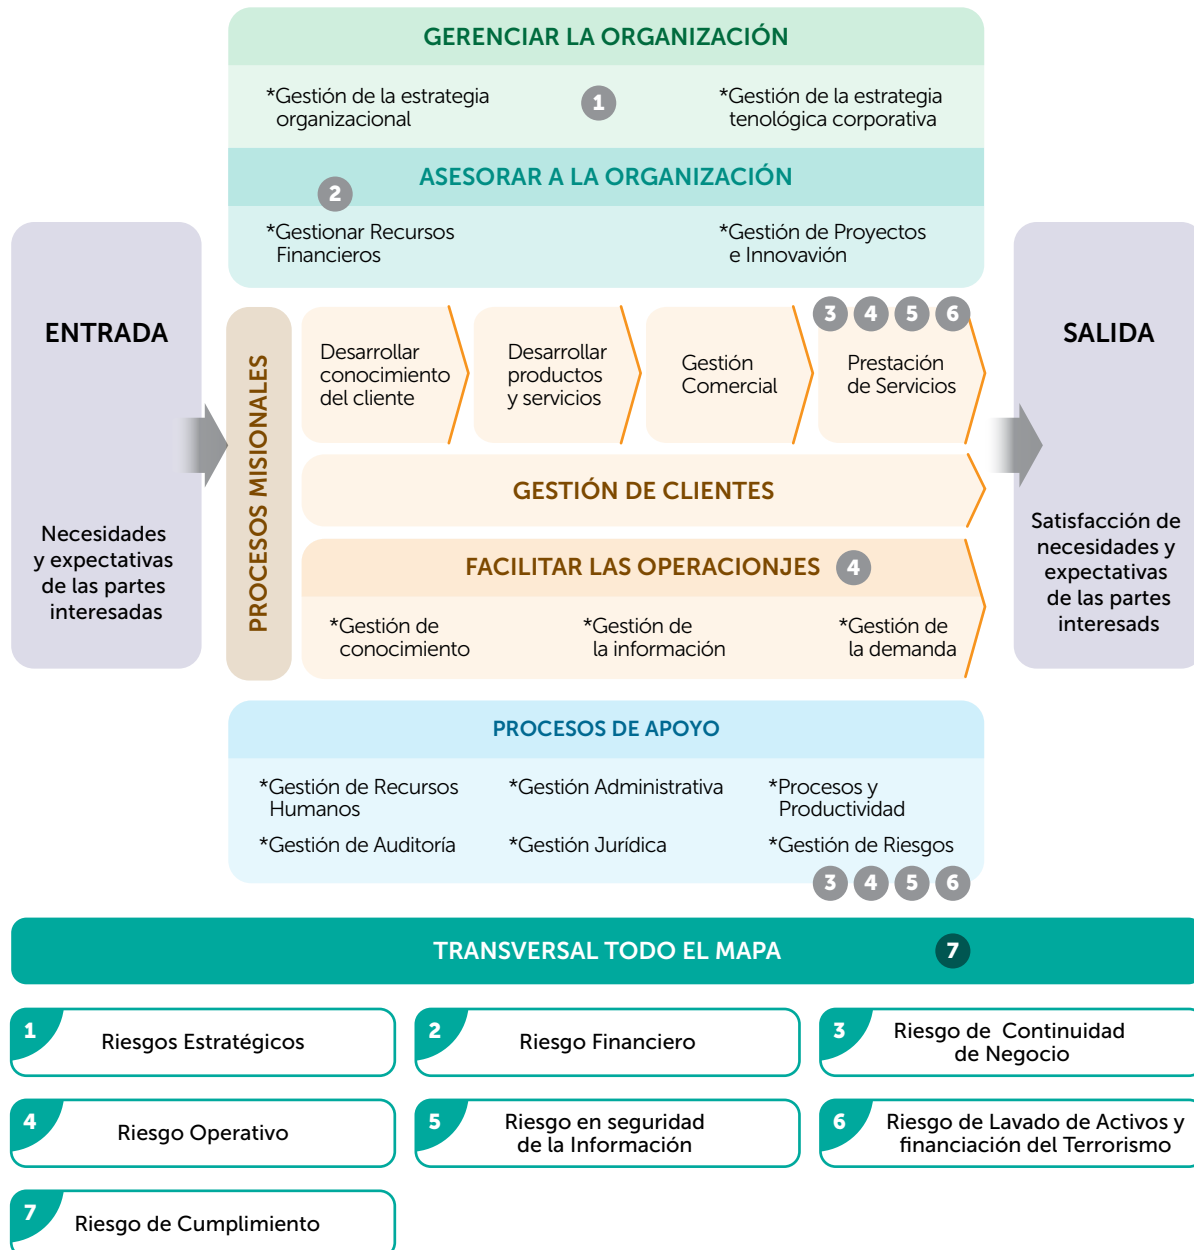 GERENCIAR LA ORGANIZACIÓN
*Gestión de la estrategia
organizacional
1
*Gestión de la estrategia
tenológica corporativa
ASESORAR A LA ORGANIZACIÓN
2
*Gestionar Recursos
Financieros
*Gestión de Proyectos
e Innovavión
ENTRADA
Necesidades
y expectativas
de las partes
interesadas
PROCESOS MISIONALES
Desarrollar
conocimiento
del cliente
Desarrollar
productos
y servicios
Gestión
Comercial
3 4 5 6
Prestación
de Servicios
GESTIÓN DE CLIENTES
FACILITAR LAS OPERACIONJES 4
*Gestión de
conocimiento
*Gestión de
la información
*Gestión de
la demanda
SALIDA
Satisfacción de
necesidades y
expectativas
de las partes
interesads
PROCESOS DE APOYO
*Gestión de Recursos
Humanos
*Gestión Administrativa
*Procesos y
Productividad
*Gestión de Auditoría
*Gestión Jurídica
*Gestión de Riesgos
3 4 5 6
TRANSVERSAL TODO EL MAPA 7
1
Riesgos Estratégicos
2
Riesgo Financiero
3
Riesgo de Continuidad
de Negocio
4
Riesgo Operativo
5
Riesgo en seguridad
de la Información
6
Riesgo de Lavado de Activos y
financiación del Terrorismo
7
Riesgo de Cumplimiento